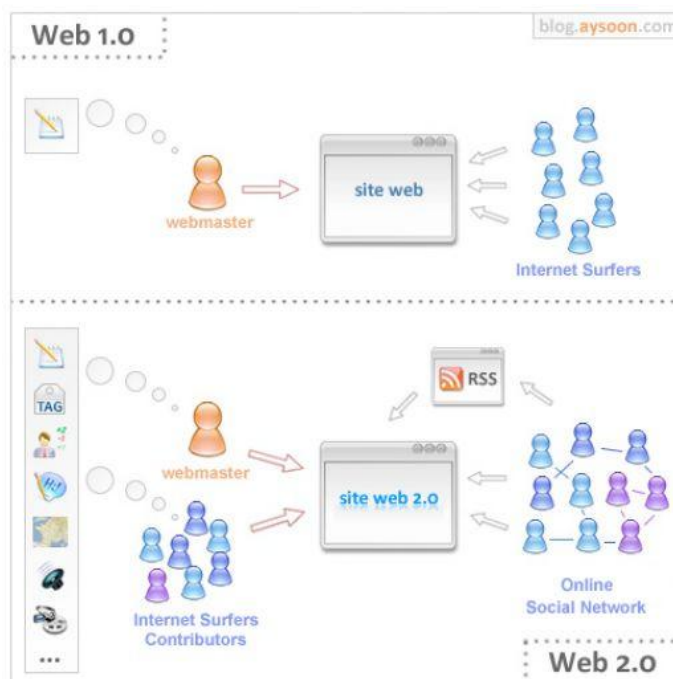 Web 1.0
blog.aysoon.com
site web
webmaster
Internet Surfers
RSS
TAG
webmaster
Hi!
site web 2.0
Internet Surfers
Contributors
Online
Social Network
...
Web 2.0